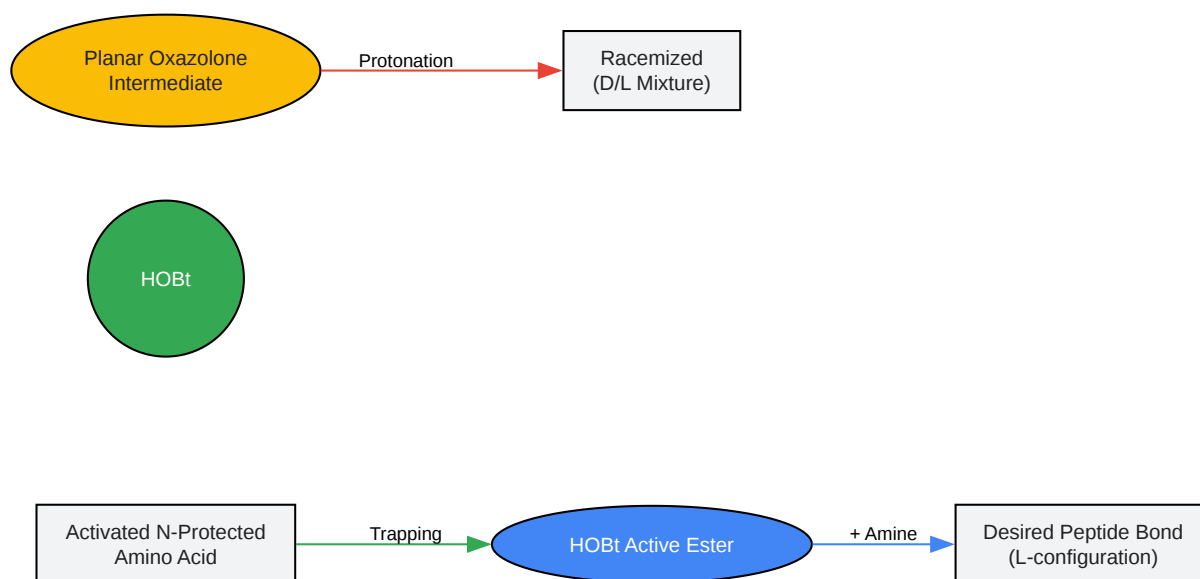 Planar Oxazolone
Intermediate
Protonation
Racemized
(D/L Mixture)
HOBt
Activated N-Protected
Amino Acid
Trapping
HOBt Active Ester
+ Amine
Desired Peptide Bond
(L-configuration)